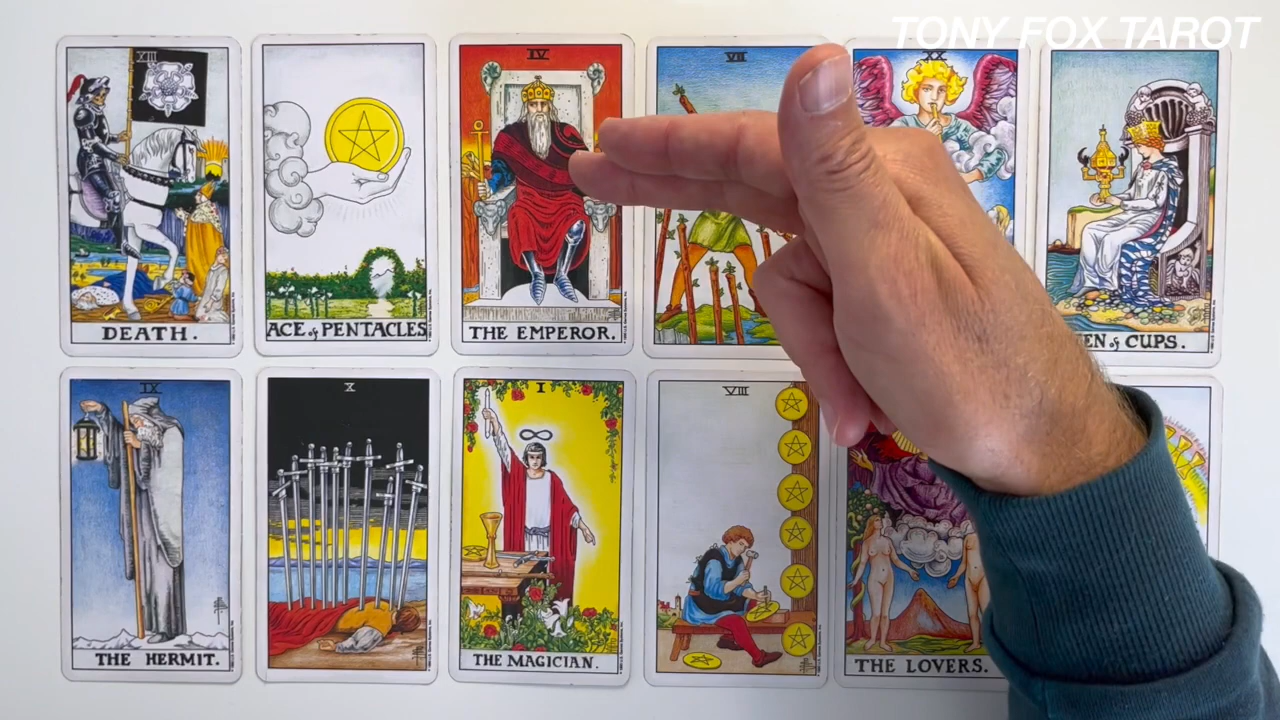 TONY FOX TAROT
XIII
IV
VII
XX
DEATH.
ACE of PENTACLES
THE EMPEROR.
EN of CUPS.
IX
X
I
VIII
THE HERMIT.
THE MAGICIAN.
THE LOVERS.